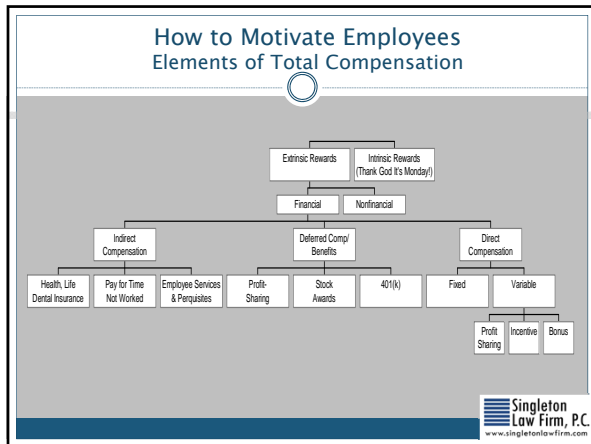 How to Motivate Employees
Elements of Total Compensation
Extrinsic Rewards
Intrinsic Rewards
(Thank God It's Monday!)
Financial
Nonfinancial
Indirect
Compensation
Deferred Comp/
Benefits
Direct
Compensation
Health, Life
Dental Insurance
Pay for Time
Not Worked
Employee Services
& Perquisites
Profit-
Sharing
Stock
Awards
401(k)
Fixed
Variable
Profit
Sharing
Incentive
Bonus
Singleton
Law Firm, P.C.
www.singletonlawfirm.com